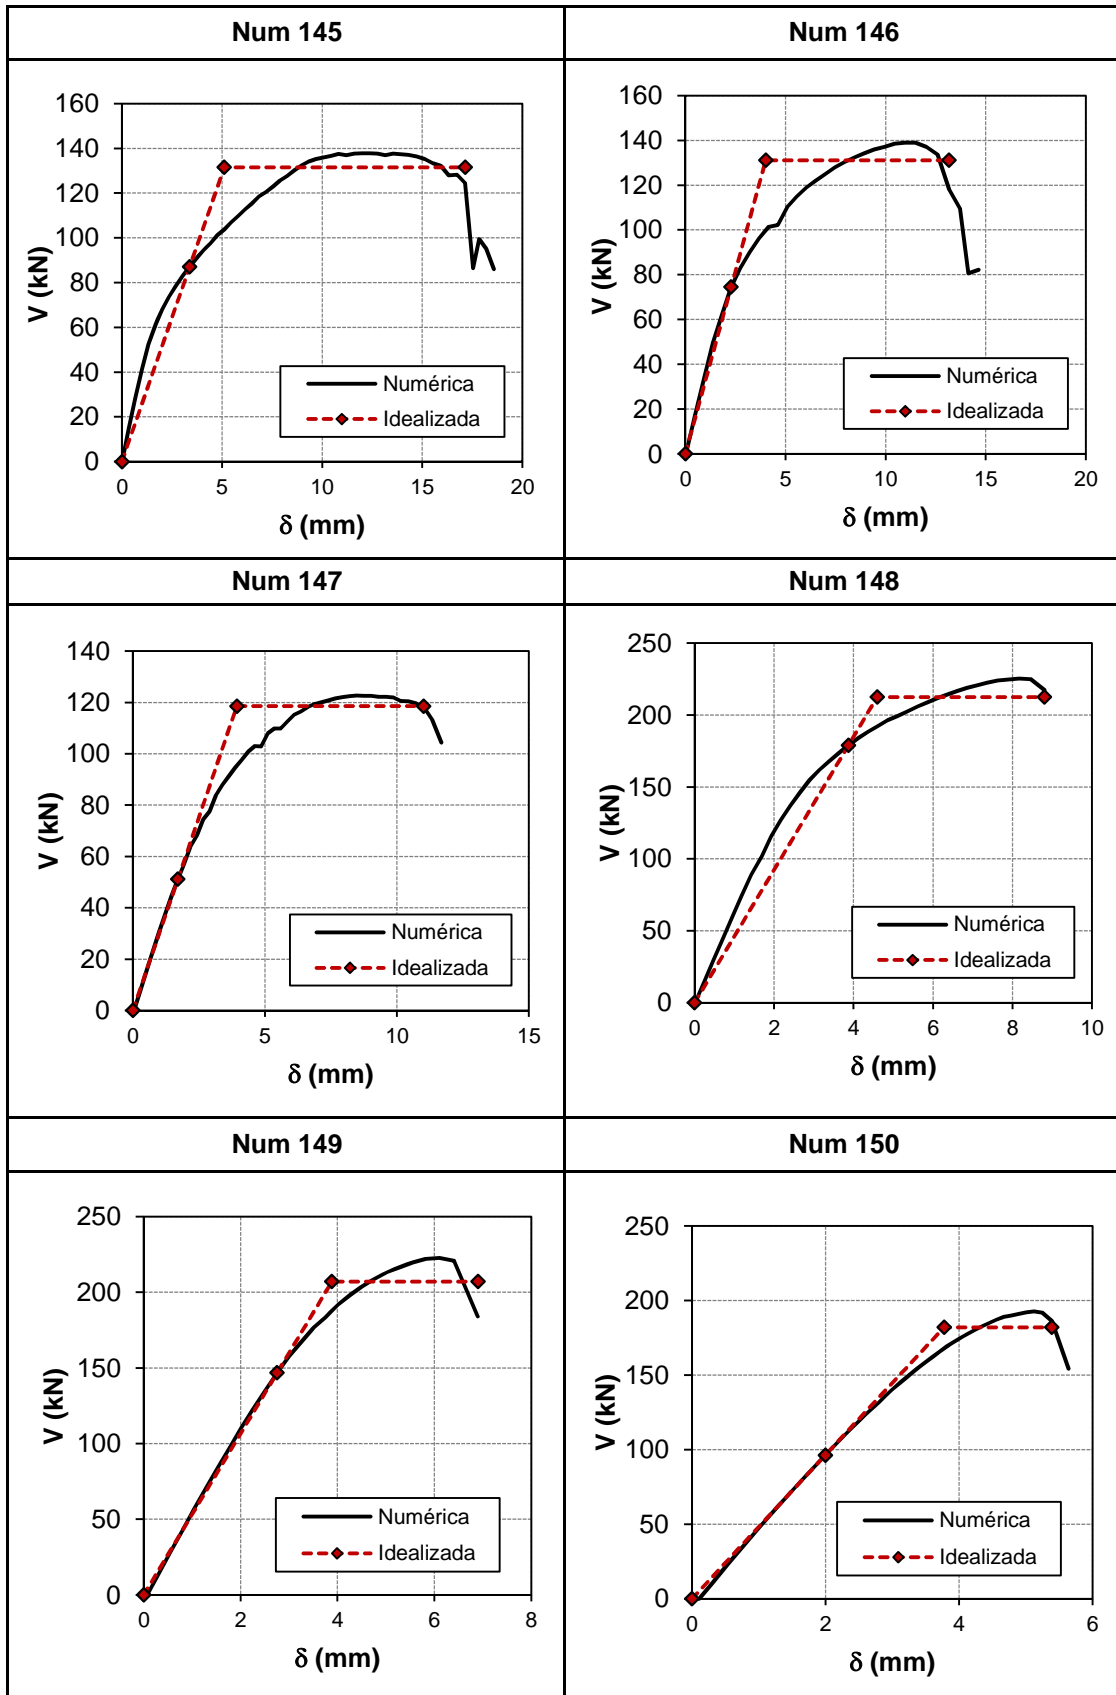 Num 145
Num 146
160
140
120
100
80
60
40
20
0
V (kN)
0 5 10 15 20
δ (mm)
Numérica
Idealizada
160
140
120
100
80
60
40
20
0
V (kN)
0 5 10 15 20
δ (mm)
Numérica
Idealizada
Num 147
Num 148
140
120
100
80
60
40
20
0
V (kN)
0 5 10 15
δ (mm)
Numérica
Idealizada
250
200
150
100
50
0
V (kN)
0 2 4 6 8 10
δ (mm)
Numérica
Idealizada
Num 149
Num 150
250
200
150
100
50
0
V (kN)
0 2 4 6 8
δ (mm)
Numérica
Idealizada
250
200
150
100
50
0
V (kN)
0 2 4 6
δ (mm)
Numérica
Idealizada